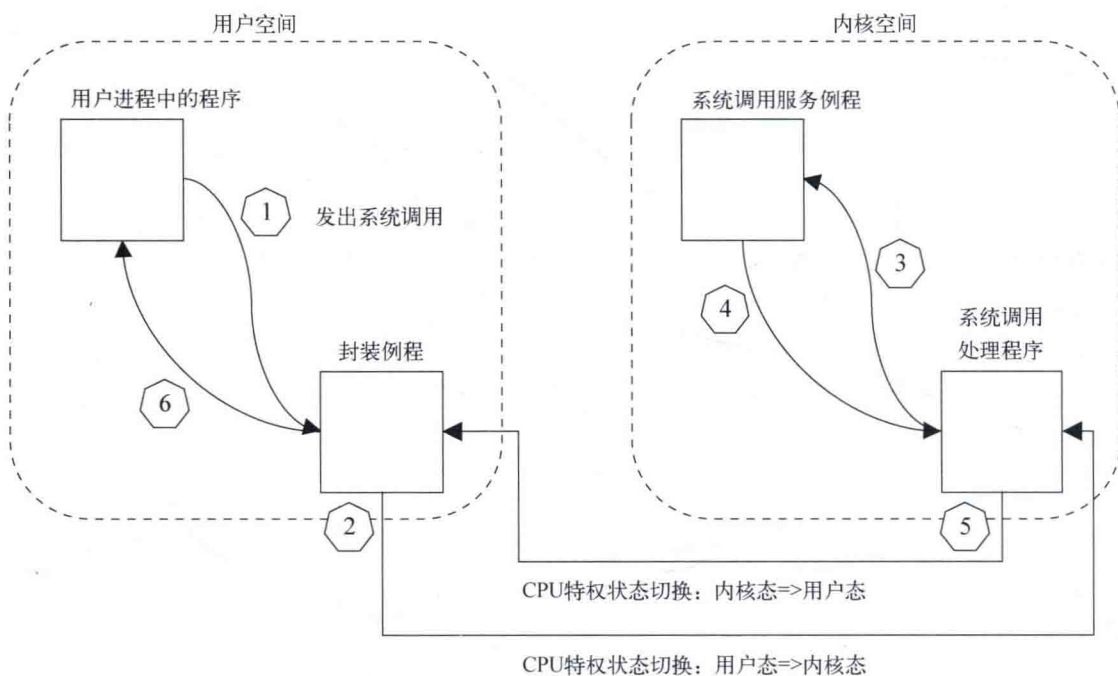 用户空间
内核空间
用户进程中的程序
系统调用服务例程
1
发出系统调用
3
4
系统调用
处理程序
封装例程
6
2
5
CPU特权状态切换：内核态=>用户态
CPU特权状态切换：用户态=>内核态